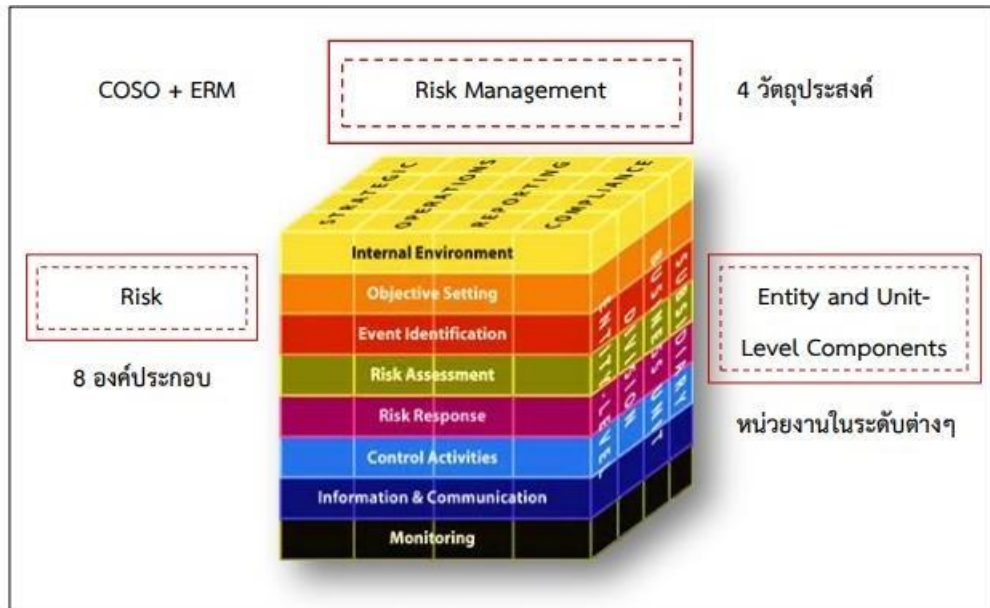 COSO + ERM
Risk Management
4 วัตถุประสงค์
STRATEGIC
OPERATIONS
REPORTING
COMPLIANCE
Risk
8 องค์ประกอบ
Internal Environment
Objective Setting
Event Identification
Risk Assessment
Risk Response
Control Activities
Information & Communication
Monitoring
ENTITY-LEVEL
DIVISION
BUSINESS UNIT
SUBSIDIARY
Entity and Unit-
Level Components
หน่วยงานในระดับต่างๆ